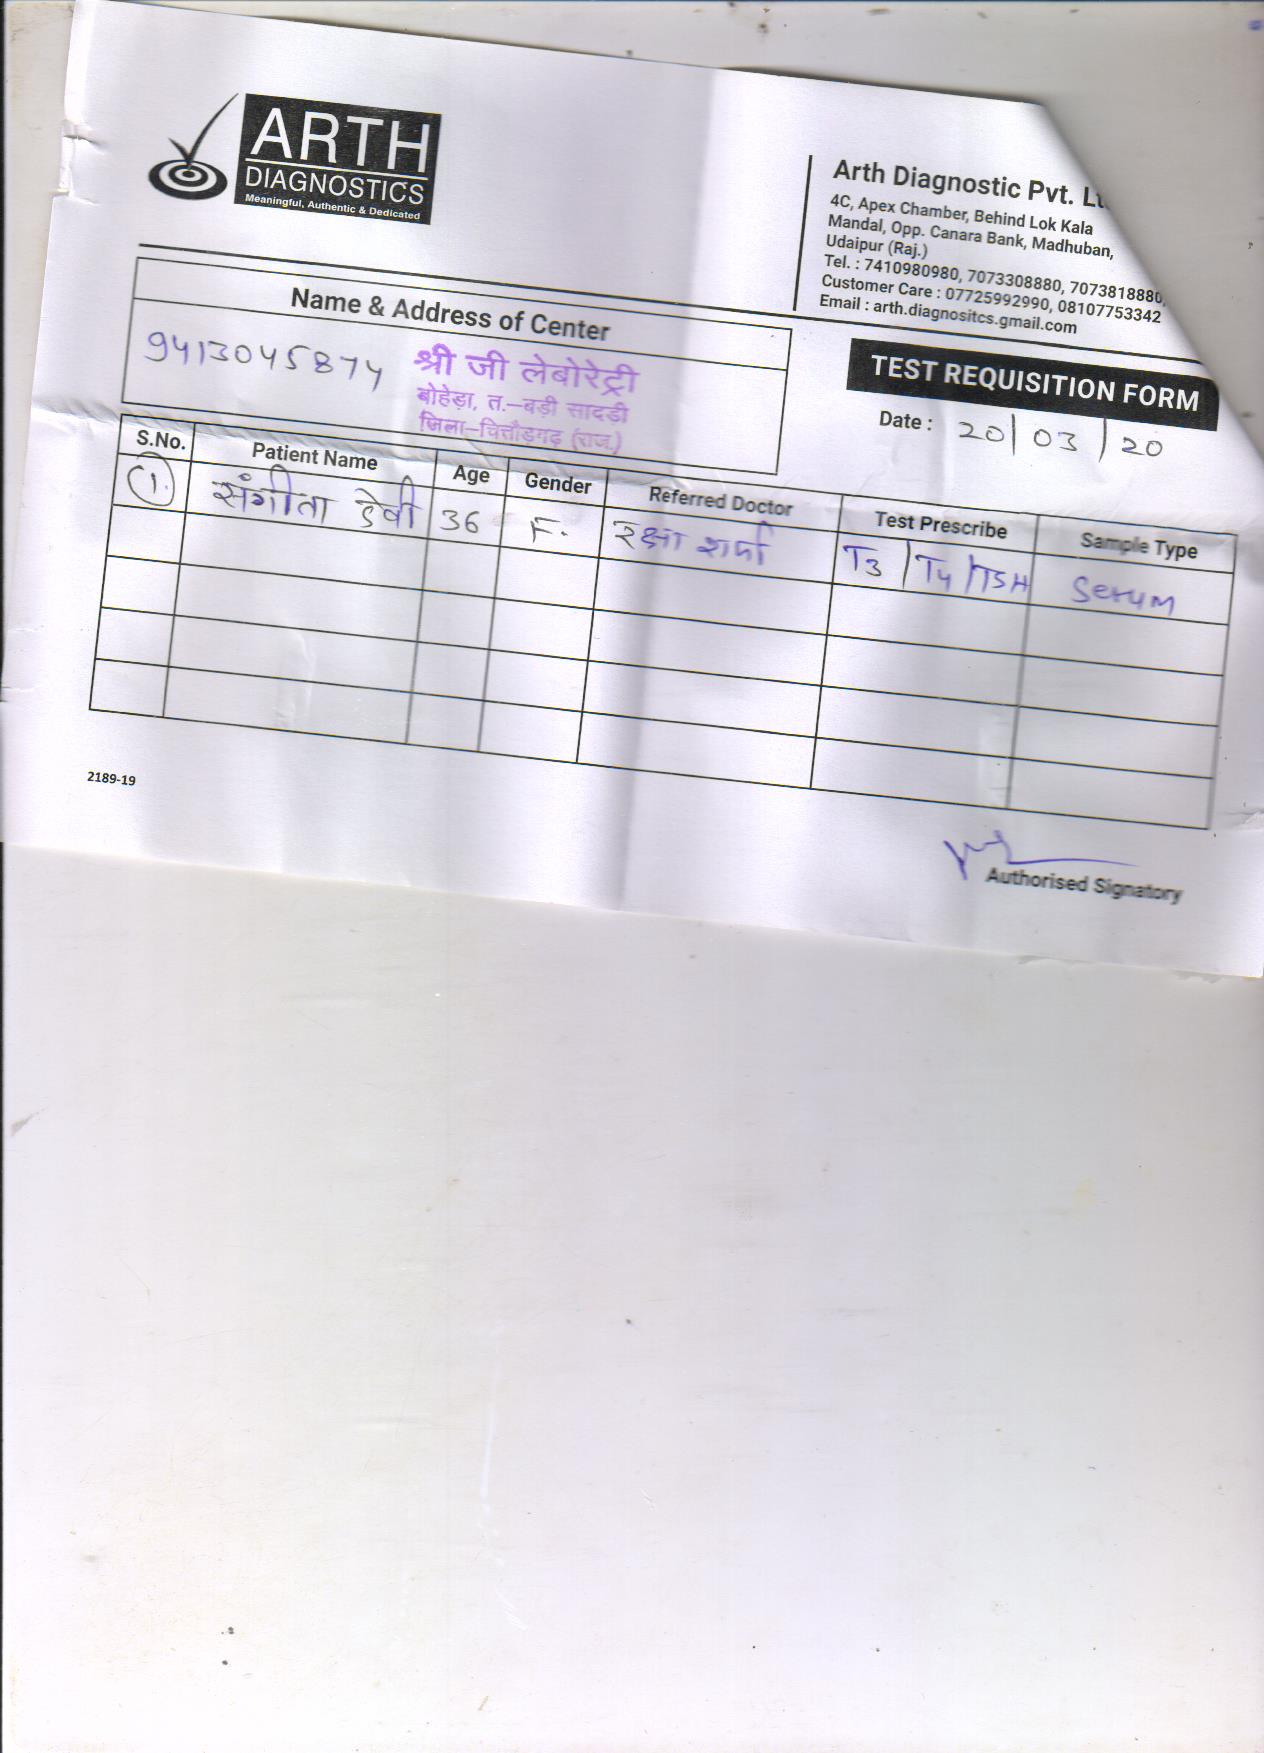 ARTH
DIAGNOSTICS
Meaningful, Authentic & Dedicated
Arth Diagnostic Pvt.
4C, Apex Chamber, Behind Lok Kala
Mandal, Opp. Canara Bank, Madhuban,
Udaipur (Raj.)
Tel. : 7410980980, 7073308880, 7073818880,
Customer Care : 07725992990, 08107753342
Email : arth.diagnositcs.gmail.com
Name & Address of Center
9413045874
श्री जी लेबोरेट्री
बोहेड़ा, त.–बड़ी सादडी
जिला–चित्तौड़गढ़ (राज.)
TEST REQUISITION FORM
Date : 20/03/20
S.No. Patient Name Age Gender Referred Doctor Test Prescribe Sample Type
1. संगीता देवी 36 F. रक्षा शर्मा T3/T4/TSH Serum
2189-19
Authorised Signatory